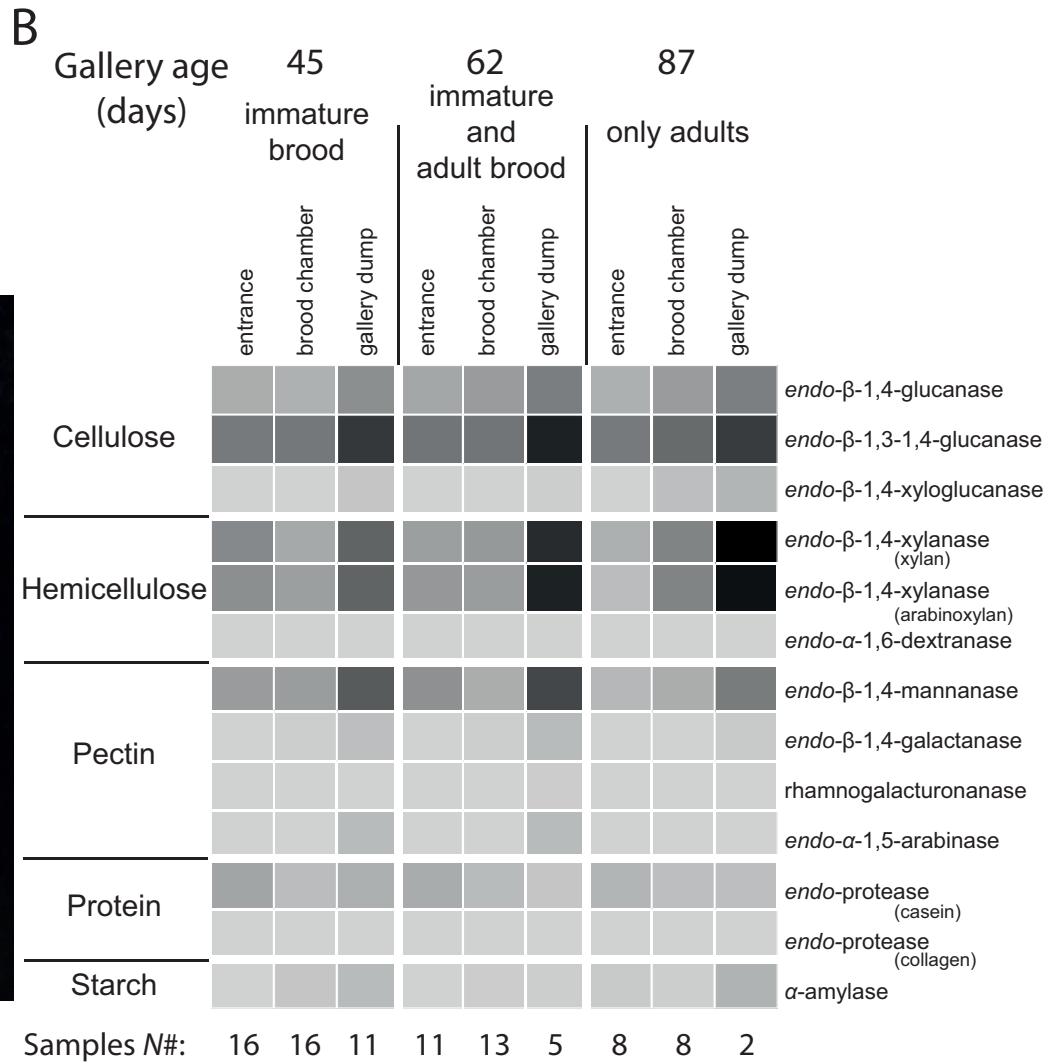 B
Gallery age 45 62 87
(days)
immature
brood
immature
and
adult brood
only adults
entrance
brood chamber
gallery dump
entrance
brood chamber
gallery dump
entrance
brood chamber
gallery dump
Cellulose
endo-β-1,4-glucanase
endo-β-1,3-1,4-glucanase
endo-β-1,4-xyloglucanase
Hemicellulose
endo-β-1,4-xylanase
(xylan)
endo-β-1,4-xylanase
(arabinoxylan)
endo-α-1,6-dextranase
Pectin
endo-β-1,4-mannanase
endo-β-1,4-galactanase
rhamnogalacturonanase
endo-α-1,5-arabinase
Protein
endo-protease
(casein)
endo-protease
(collagen)
Starch
α-amylase
Samples N#: 16 16 11 11 13 5 8 8 2